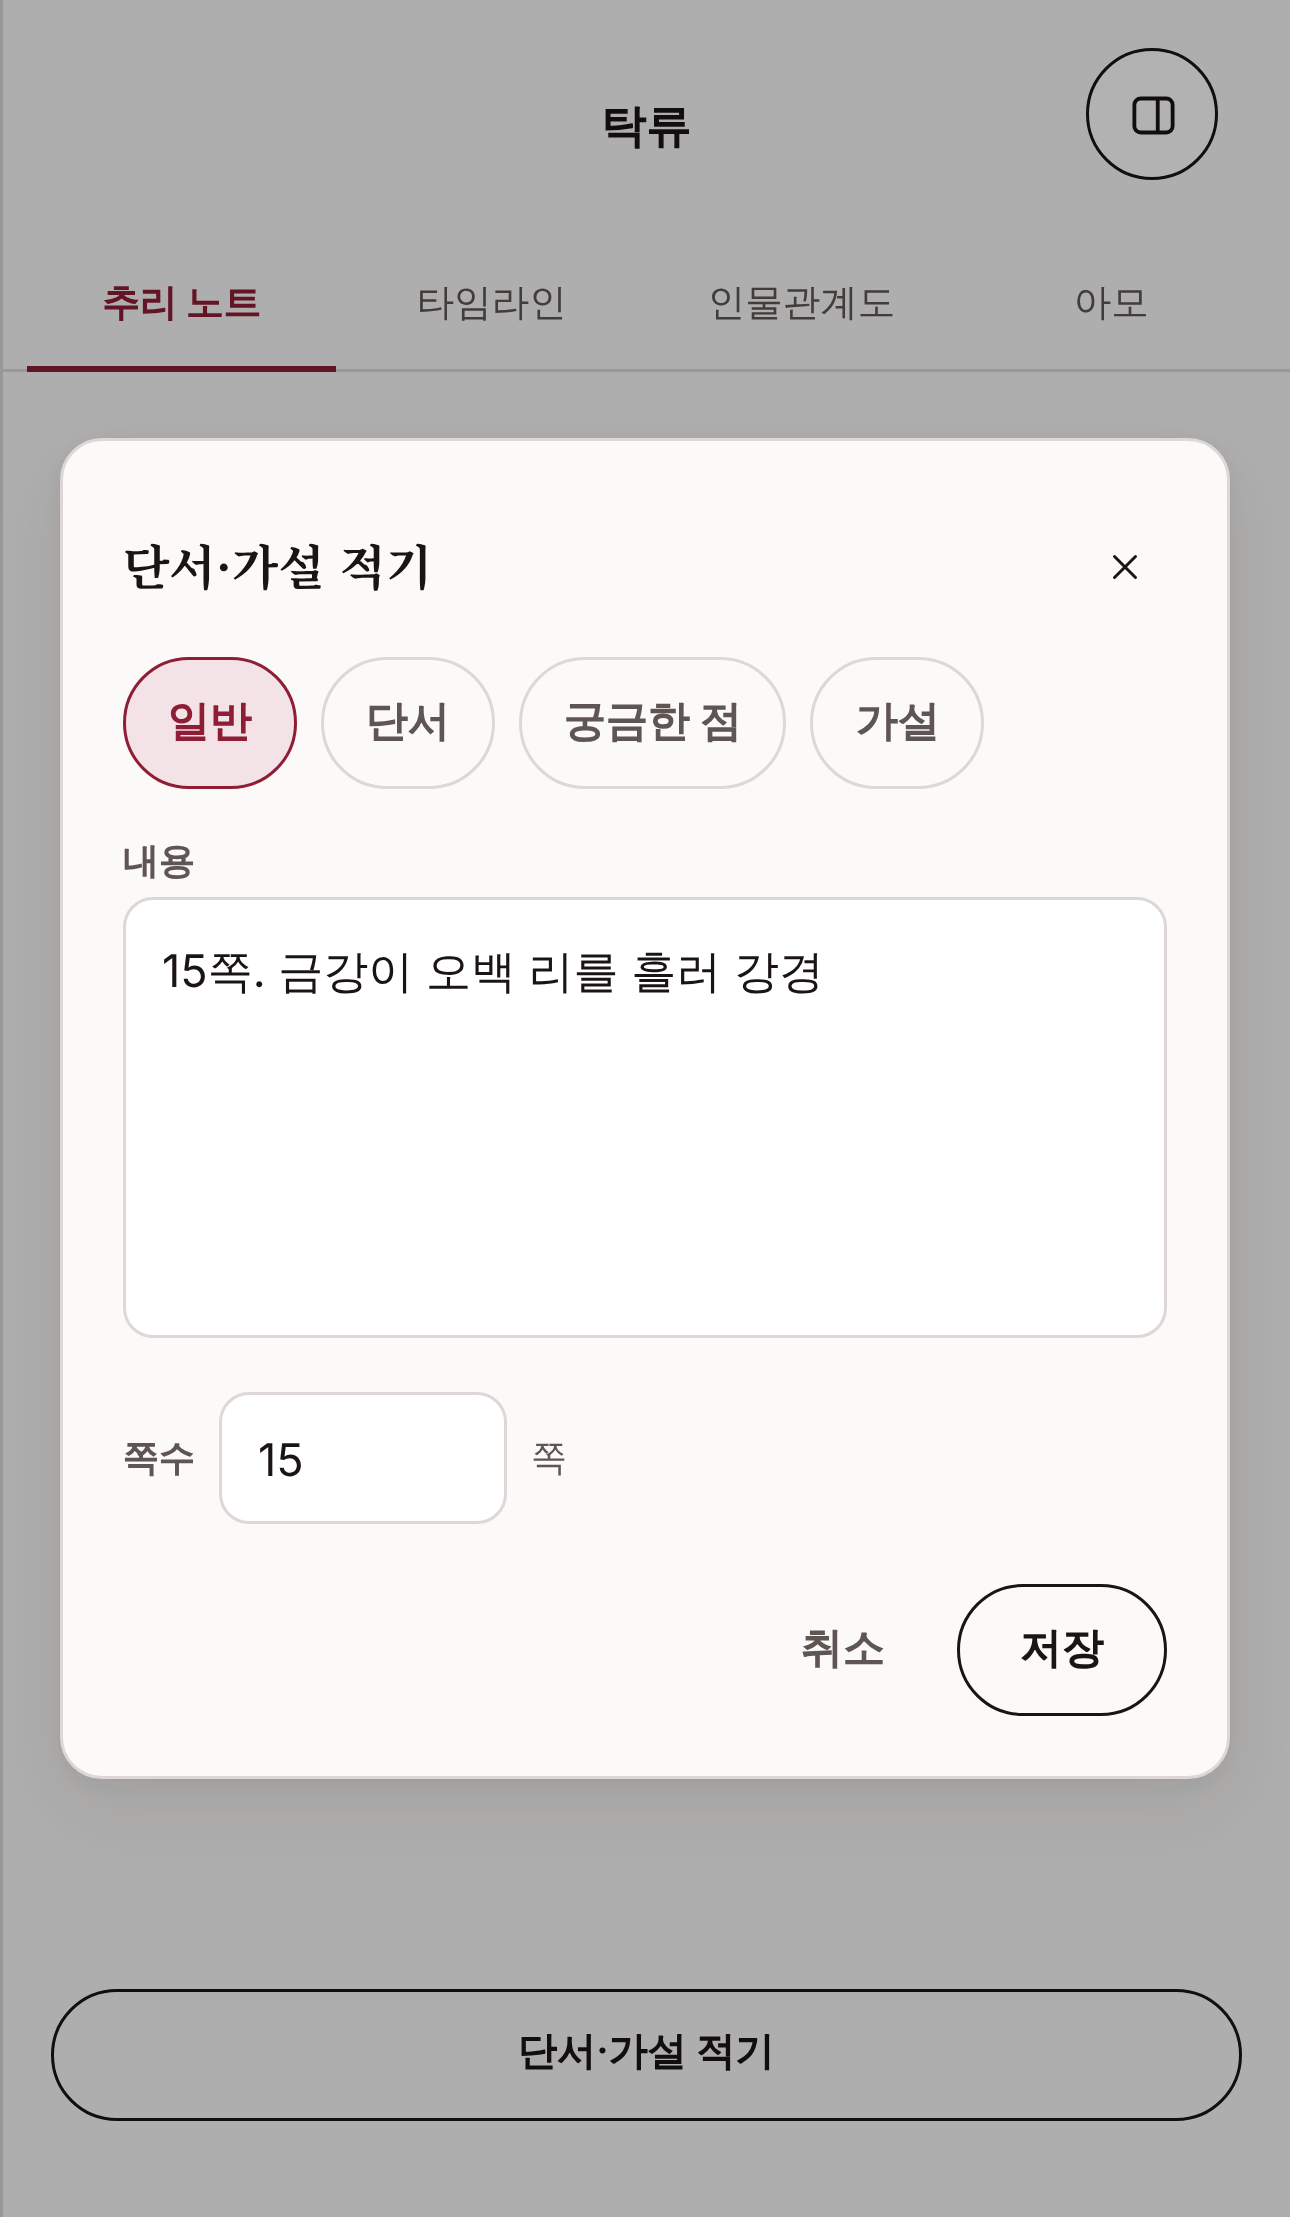 탁류
추리 노트 타임라인 인물관계도 아모
단서·가설 적기
일반 단서 궁금한 점 가설
내용
15쪽. 금강이 오백 리를 흘러 강경
쪽수 15 쪽
취소 저장
단서·가설 적기